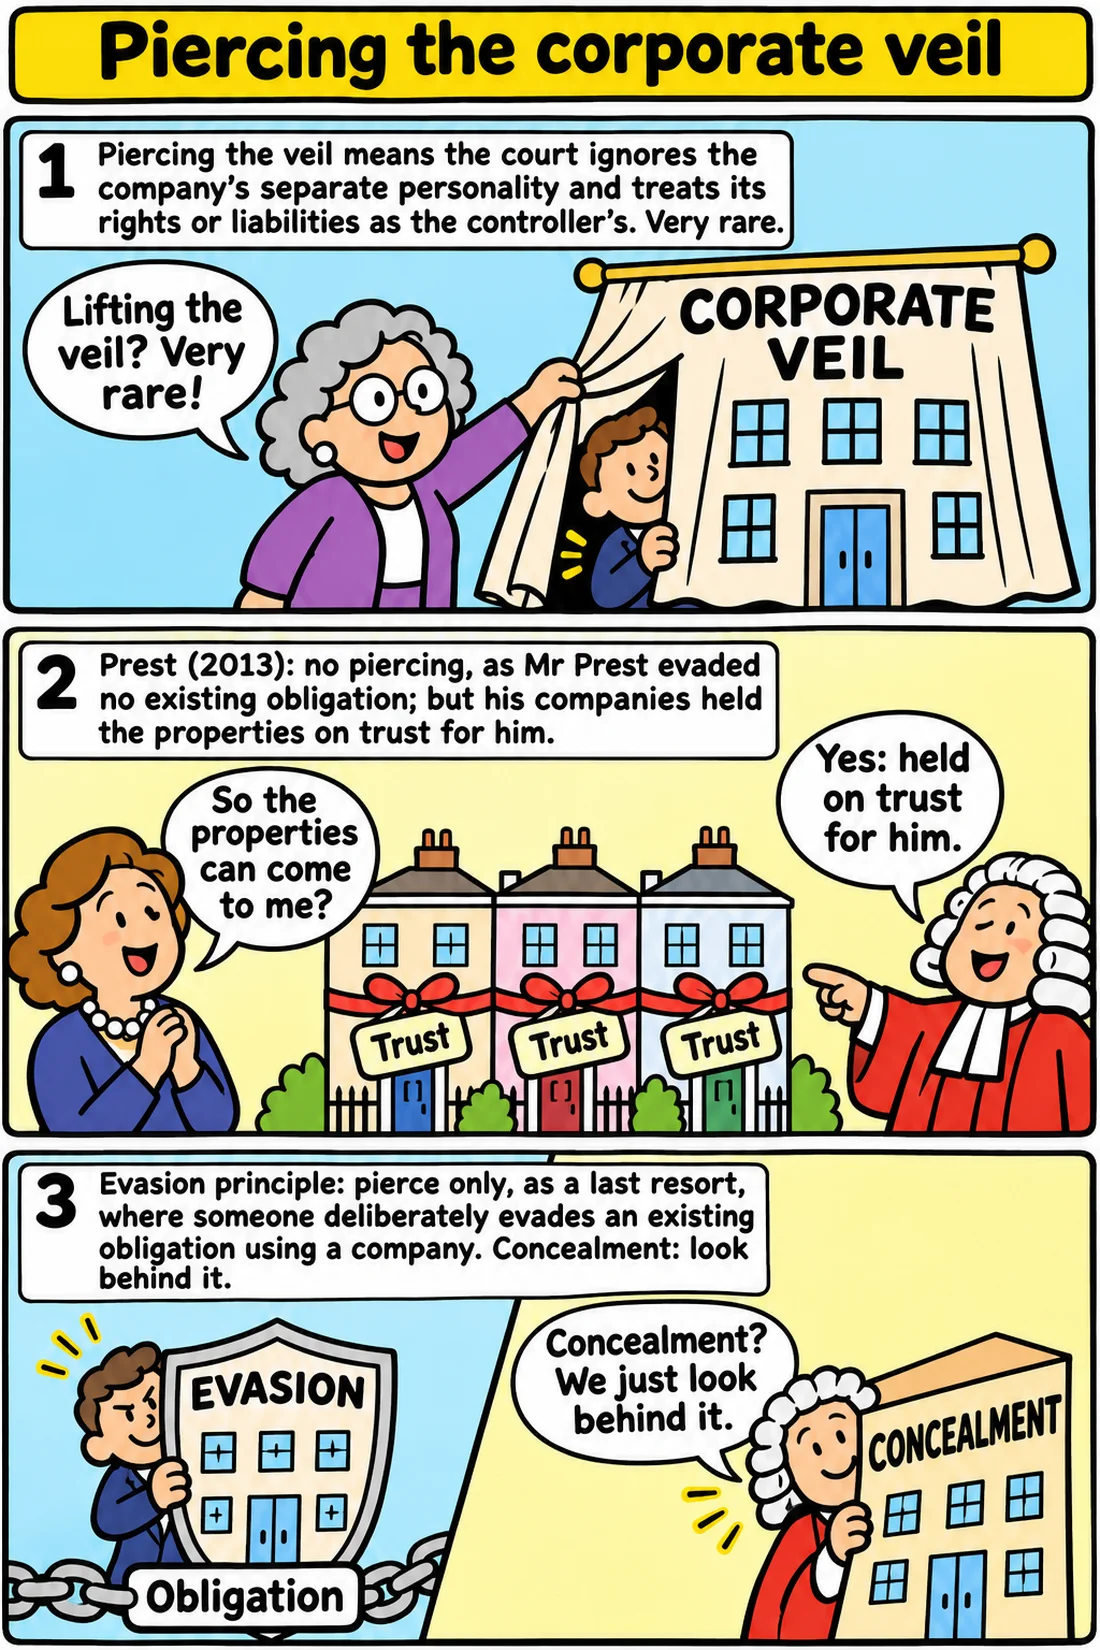 Piercing the corporate veil
1
Piercing the veil means the court ignores the
company's separate personality and treats its
rights or liabilities as the controller's. Very rare.
Lifting the
veil? Very
rare!
CORPORATE
VEIL
2
Prest (2013): no piercing, as Mr Prest evaded
no existing obligation; but his companies held
the properties on trust for him.
So the
properties
can come
to me?
Yes: held
on trust
for him.
Trust
Trust
Trust
3
Evasion principle: pierce only, as a last resort,
where someone deliberately evades an existing
obligation using a company. Concealment: look
behind it.
EVASION
Obligation
Concealment?
We just look
behind it.
CONCEALMENT